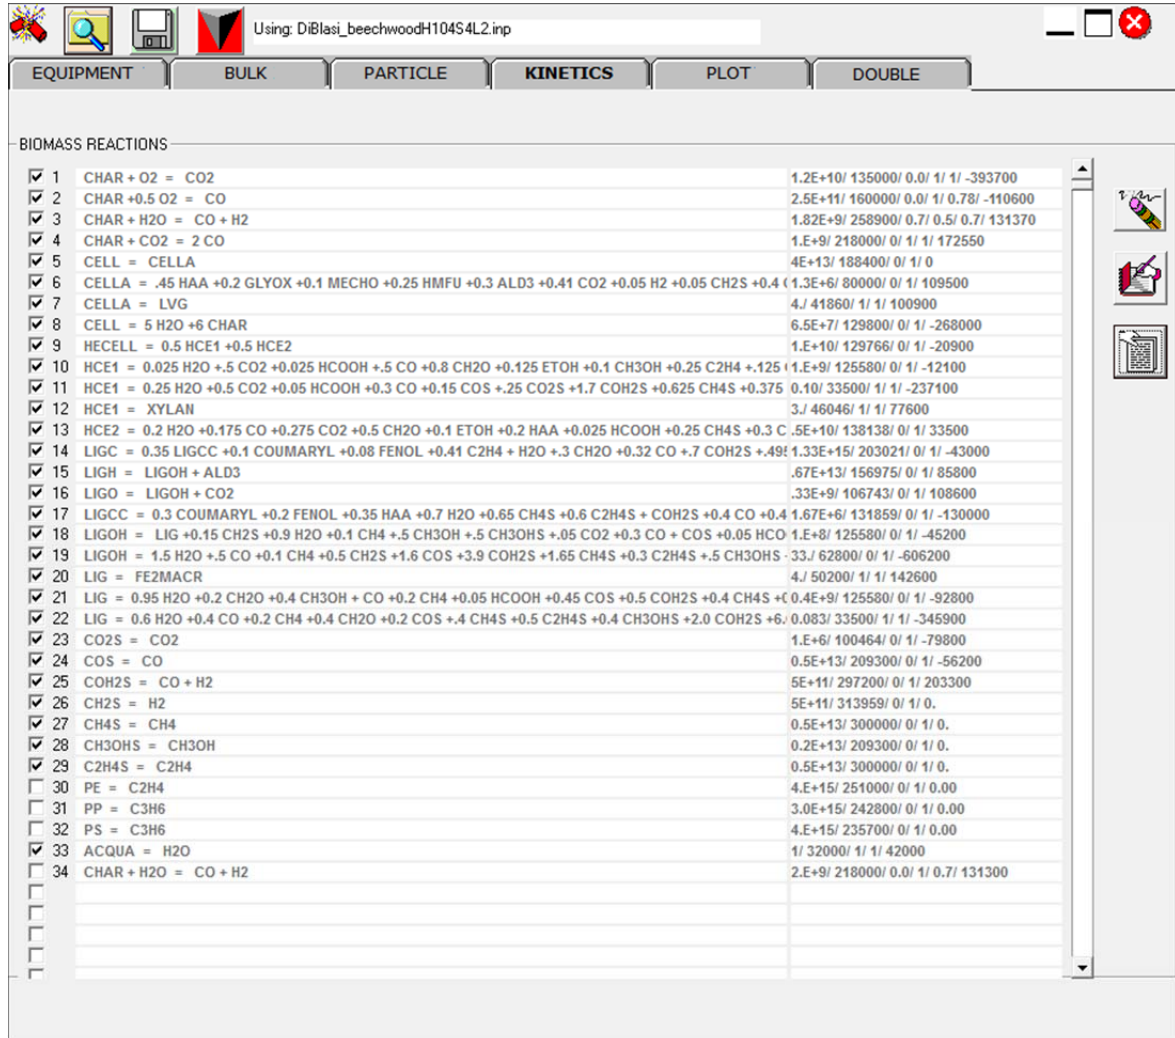 Using: DiBlasi_beechwoodH104S4L2.inp
EQUIPMENT BULK PARTICLE KINETICS PLOT DOUBLE
BIOMASS REACTIONS
1 CHAR + O2 = CO2 1.2E+10/ 135000/ 0.0/ 1/ 1/ -393700
2 CHAR +0.5 O2 = CO 2.5E+11/ 160000/ 0.0/ 1/ 0.78/ -110600
3 CHAR + H2O = CO + H2 1.82E+9/ 258900/ 0.7/ 0.5/ 0.7/ 131370
4 CHAR + CO2 = 2 CO 1.E+9/ 218000/ 0/ 1/ 1/ 172550
5 CELL = CELLA 4E+13/ 188400/ 0/ 1/ 0
6 CELLA = .45 HAA +0.2 GLYOX +0.1 MECHO +0.25 HMFU +0.3 ALD3 +0.41 CO2 +0.05 H2 +0.05 CH2S +0.4 1.3E+6/ 80000/ 0/ 1/ 109500
7 CELLA = LVG 4./ 41860/ 1/ 1/ 100900
8 CELL = 5 H2O +6 CHAR 6.5E+7/ 129800/ 0/ 1/ -268000
9 HECELL = 0.5 HCE1 +0.5 HCE2 1.E+10/ 129766/ 0/ 1/ -20900
10 HCE1 = 0.025 H2O +.5 CO2 +0.025 HCOOH +.5 CO +0.8 CH2O +0.125 ETOH +0.1 CH3OH +0.25 C2H4 +.125 1.E+9/ 125580/ 0/ 1/ -12100
11 HCE1 = 0.25 H2O +0.5 CO2 +0.05 HCOOH +0.3 CO +0.15 COS +.25 CO2S +1.7 COH2S +0.625 CH4S +0.375 0.10/ 33500/ 1/ 1/ -237100
12 HCE1 = XYLAN 3./ 46046/ 1/ 1/ 77600
13 HCE2 = 0.2 H2O +0.175 CO +0.275 CO2 +0.5 CH2O +0.1 ETOH +0.2 HAA +0.025 HCOOH +0.25 CH4S +0.3 C .5E+10/ 138138/ 0/ 1/ 33500
14 LIGC = 0.35 LIGCC +0.1 COUMARYL +0.08 FENOL +0.41 C2H4 + H2O +.3 CH2O +0.32 CO +.7 COH2S +.495 1.33E+15/ 203021/ 0/ 1/ -43000
15 LIGH = LIGOH + ALD3 .67E+13/ 156975/ 0/ 1/ 85800
16 LIGO = LIGOH + CO2 .33E+9/ 106743/ 0/ 1/ 108600
17 LIGCC = 0.3 COUMARYL +0.2 FENOL +0.35 HAA +0.7 H2O +0.65 CH4S +0.6 C2H4S + COH2S +0.4 CO +0.4 1.67E+6/ 131859/ 0/ 1/ -130000
18 LIGOH = LIG +0.15 CH2S +0.9 H2O +0.1 CH4 +.5 CH3OH +.5 CH3OHS +.05 CO2 +0.3 CO + COS +0.05 HCO 1.E+8/ 125580/ 0/ 1/ -45200
19 LIGOH = 1.5 H2O +.5 CO +0.1 CH4 +0.5 CH2S +1.6 COS +3.9 COH2S +1.65 CH4S +0.3 C2H4S +.5 CH3OHS 33./ 62800/ 0/ 1/ -606200
20 LIG = FE2MACR 4./ 50200/ 1/ 1/ 142600
21 LIG = 0.95 H2O +0.2 CH2O +0.4 CH3OH + CO +0.2 CH4 +0.05 HCOOH +0.45 COS +0.5 COH2S +0.4 CH4S 0.4E+9/ 125580/ 0/ 1/ -92800
22 LIG = 0.6 H2O +0.4 CO +0.2 CH4 +0.4 CH2O +0.2 COS +.4 CH4S +0.5 C2H4S +0.4 CH3OHS +2.0 COH2S +6. 0.083/ 33500/ 1/ 1/ -345900
23 CO2S = CO2 1.E+6/ 100464/ 0/ 1/ -79800
24 COS = CO 0.5E+13/ 209300/ 0/ 1/ -56200
25 COH2S = CO + H2 5E+11/ 297200/ 0/ 1/ 203300
26 CH2S = H2 5E+11/ 313959/ 0/ 1/ 0.
27 CH4S = CH4 0.5E+13/ 300000/ 0/ 1/ 0.
28 CH3OHS = CH3OH 0.2E+13/ 209300/ 0/ 1/ 0.
29 C2H4S = C2H4 0.5E+13/ 300000/ 0/ 1/ 0.
30 PE = C2H4 4.E+15/ 251000/ 0/ 1/ 0.00
31 PP = C3H6 3.0E+15/ 242800/ 0/ 1/ 0.00
32 PS = C3H6 4.E+15/ 235700/ 0/ 1/ 0.00
33 ACQUA = H2O 1/ 32000/ 1/ 1/ 42000
34 CHAR + H2O = CO + H2 2.E+9/ 218000/ 0.0/ 1/ 0.7/ 131300